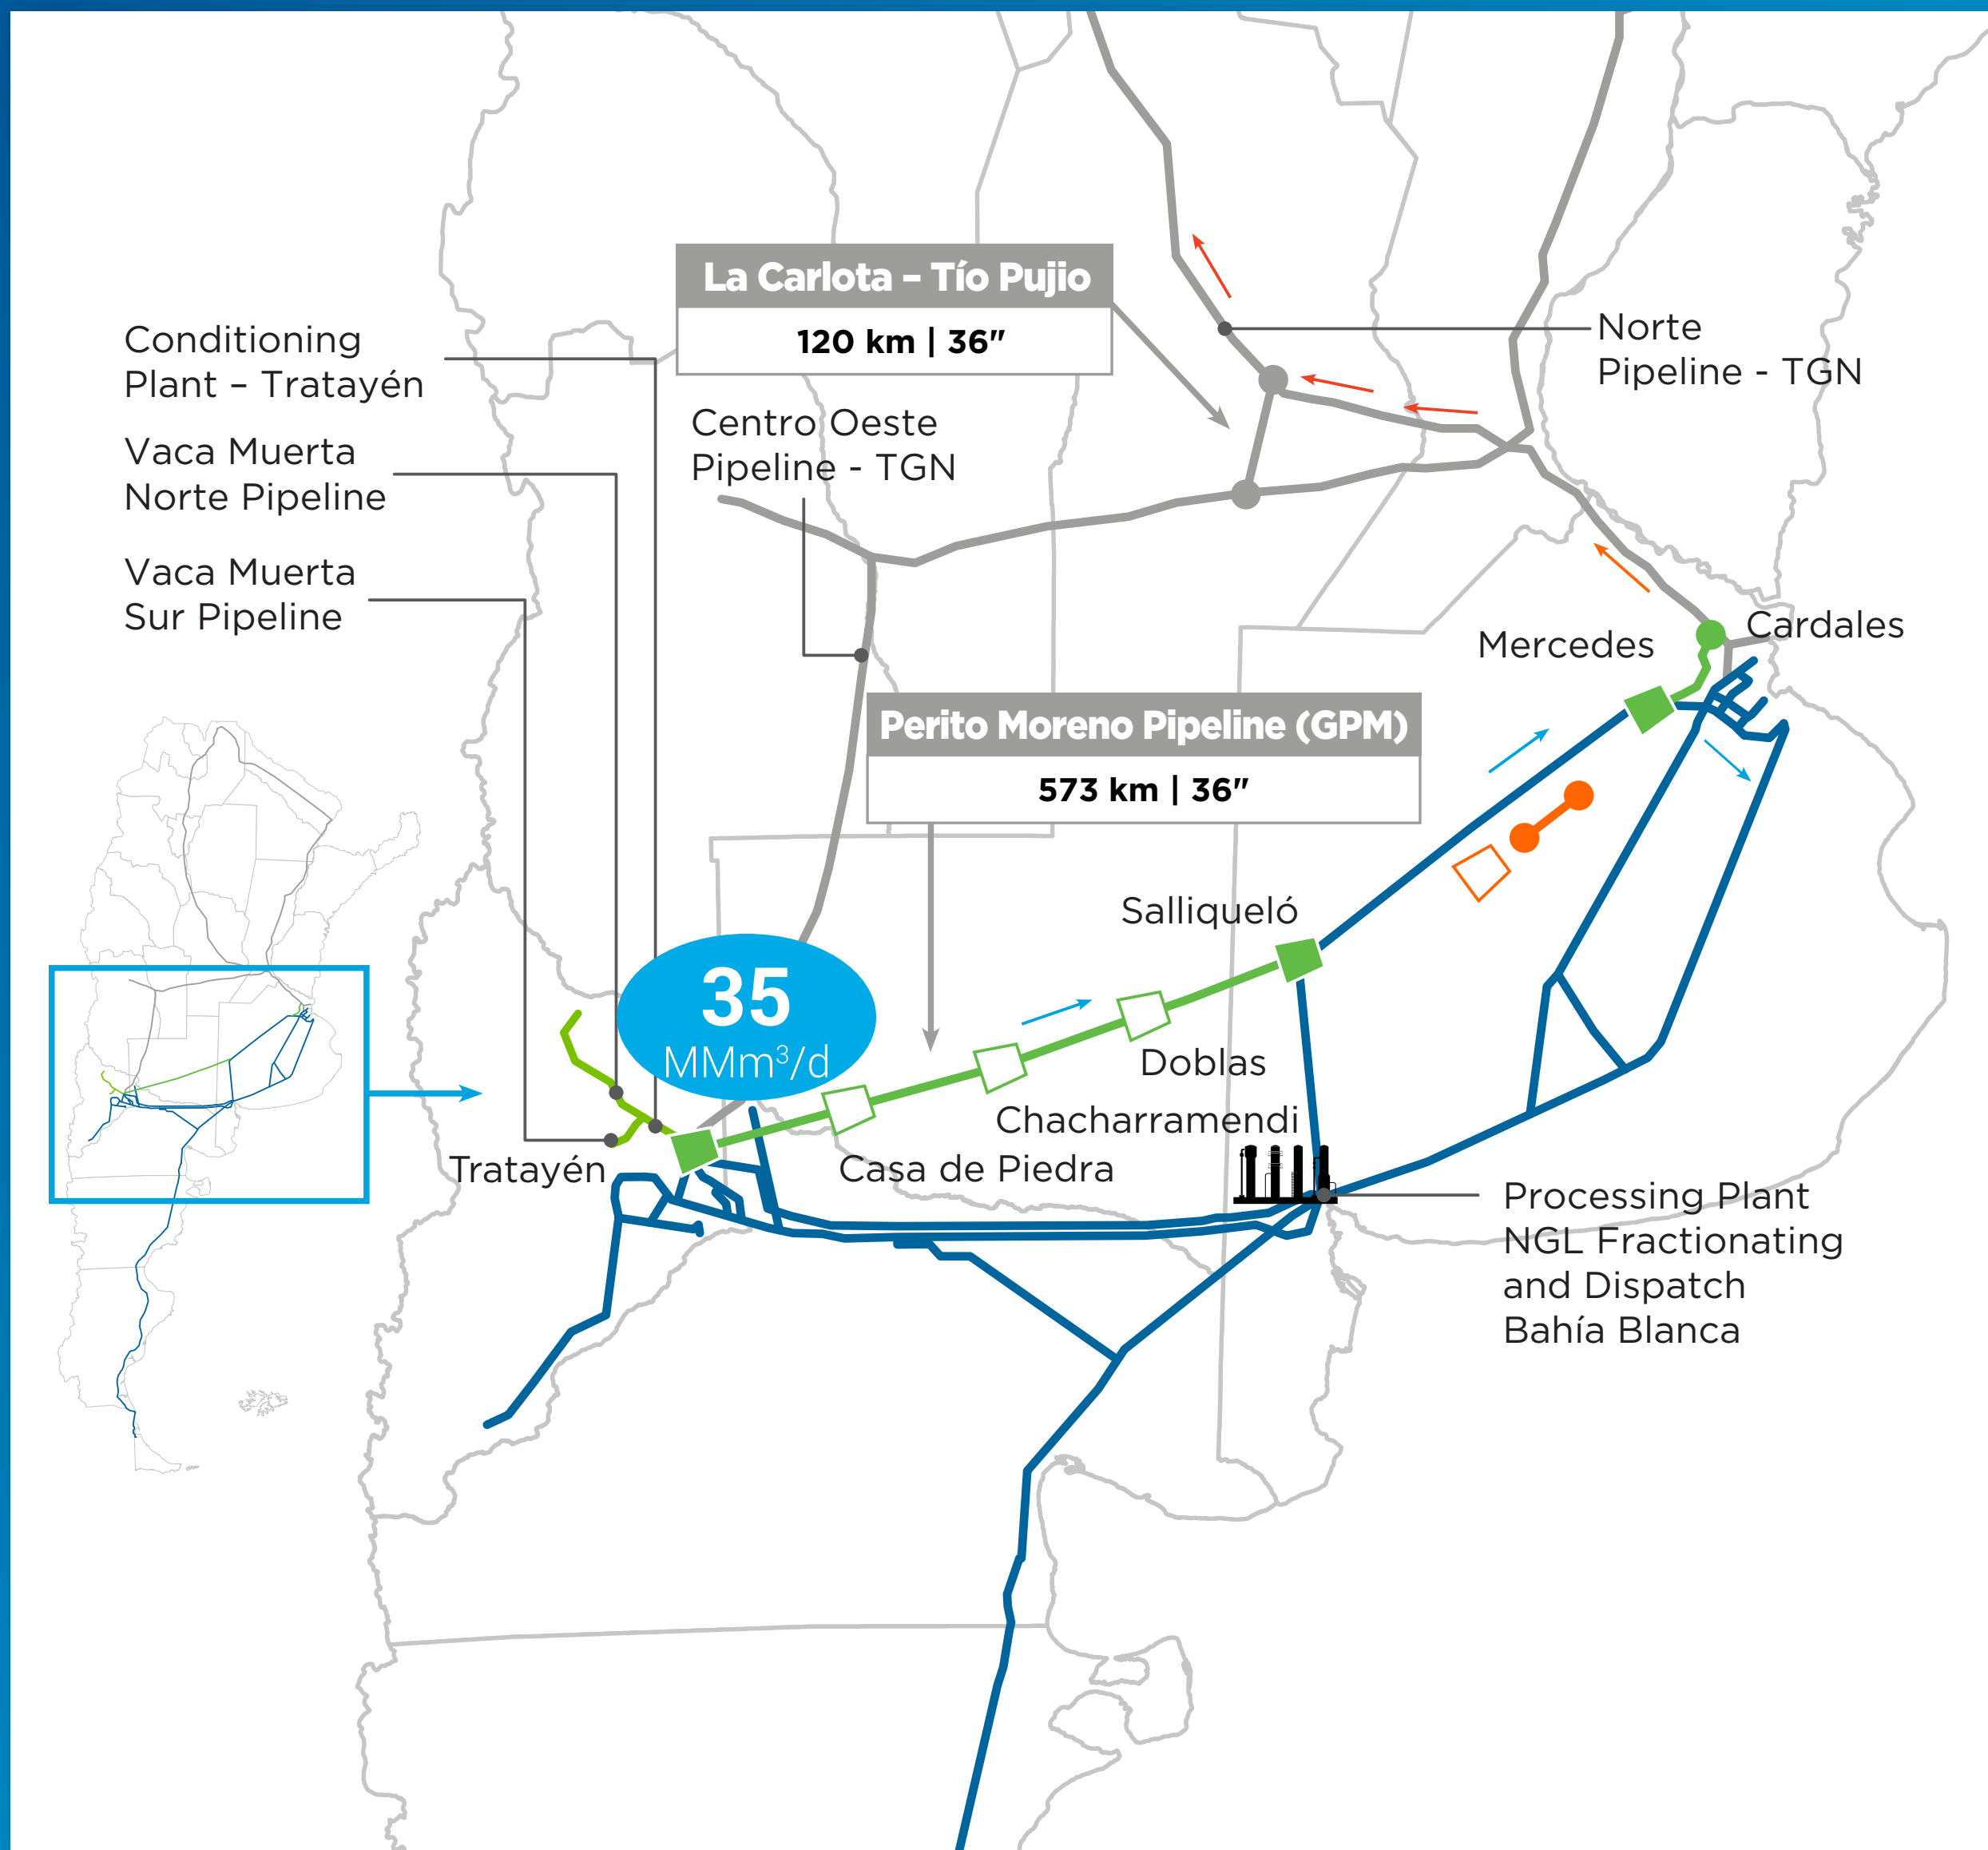 La Carlota – Tío Pujio
120 km | 36"
Conditioning
Plant – Tratayén
Vaca Muerta
Norte Pipeline
Vaca Muerta
Sur Pipeline
Centro Oeste
Pipeline - TGN
Norte
Pipeline - TGN
Mercedes
Cardales
Perito Moreno Pipeline (GPM)
573 km | 36"
Salliqueló
35
MMm³/d
Doblas
Chacharramendi
Casa de Piedra
Tratayén
Processing Plant
NGL Fractionating
and Dispatch
Bahía Blanca